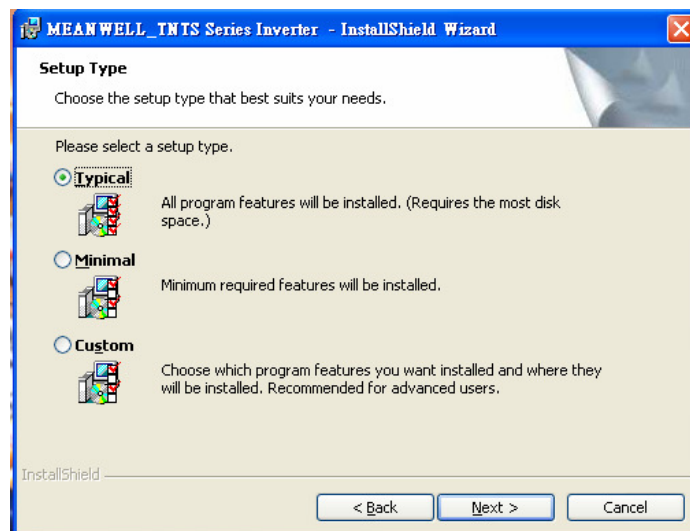 MEANWELL_TNTS Series Inverter - InstallShield Wizard
Setup Type
Choose the setup type that best suits your needs.
Please select a setup type.
Typical
All program features will be installed. (Requires the most disk
space.)
Minimal
Minimum required features will be installed.
Custom
Choose which program features you want installed and where they
will be installed. Recommended for advanced users.
InstallShield
< Back Next > Cancel